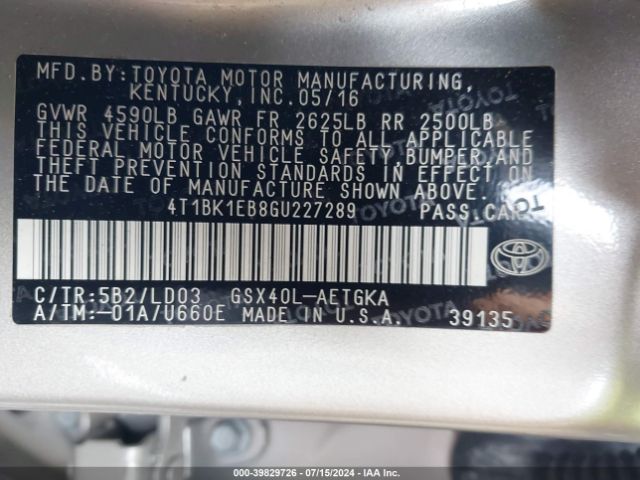 MFD. BY: TOYOTA MOTOR MANUFACTURING,
KENTUCKY, INC. 05/16
GVWR 4590LB GAWR FR 2625LB RR 2500LB
THIS VEHICLE CONFORMS TO ALL APPLICABLE
FEDERAL MOTOR VEHICLE SAFETY, BUMPER, AND
THEFT PREVENTION STANDARDS IN EFFECT ON
THE DATE OF MANUFACTURE SHOWN ABOVE.
4T1BK1EB8GU227289 PASS.CAR
C/TR:5B2/LD03 GSX40L-AETGKA
A/TM:-01A/U660E MADE IN U.S.A. 39135
TOYOTA
000-39829726 - 07/15/2024 - IAA Inc.